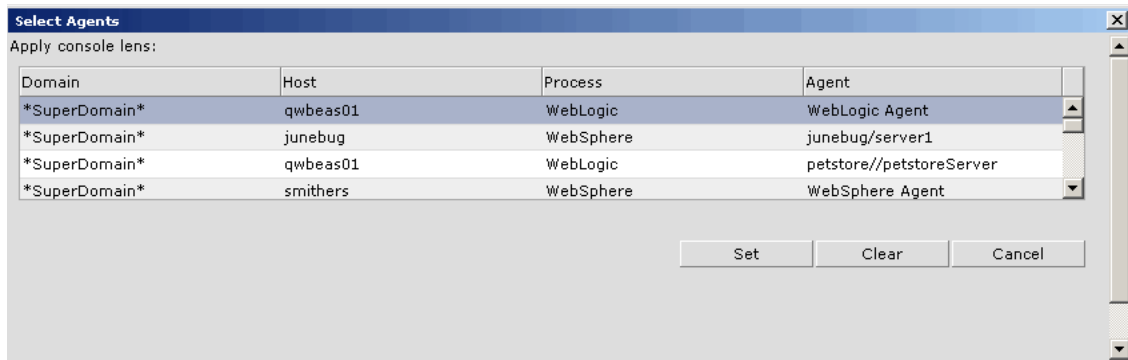 Select Agents
Apply console lens:
Domain Host Process Agent
*SuperDomain* qwbeas01 WebLogic WebLogic Agent
*SuperDomain* junebug WebSphere junebug/server1
*SuperDomain* qwbeas01 WebLogic petstore//petstoreServer
*SuperDomain* smithers WebSphere WebSphere Agent
Set Clear Cancel